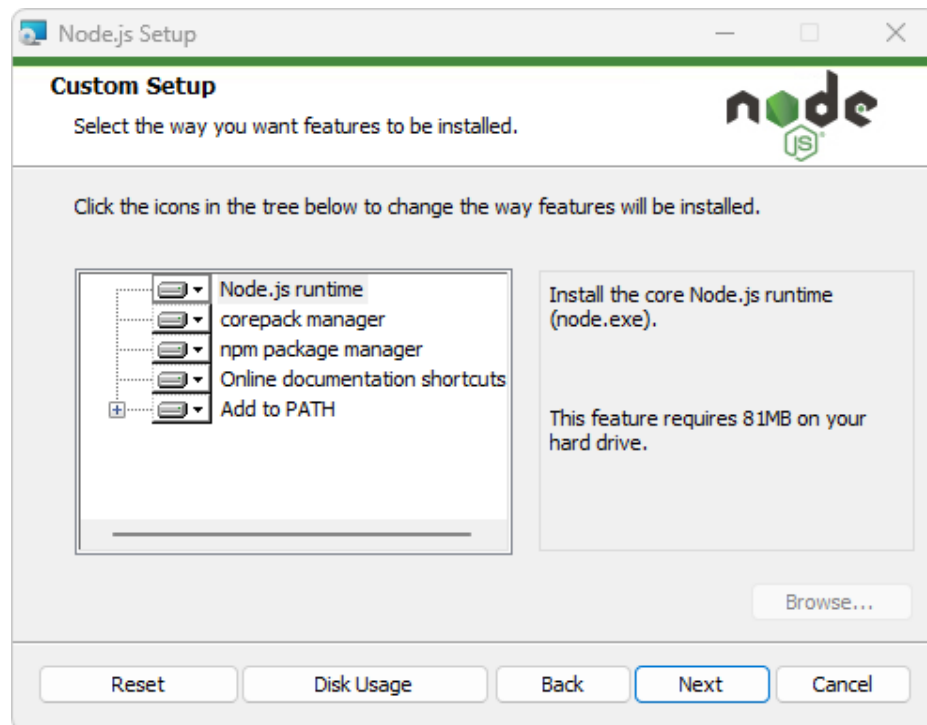 Node.js Setup
Custom Setup
Select the way you want features to be installed.
node
JS
Click the icons in the tree below to change the way features will be installed.
Node.js runtime
corepack manager
npm package manager
Online documentation shortcuts
Add to PATH
Install the core Node.js runtime
(node.exe).
This feature requires 81MB on your
hard drive.
Browse...
Reset
Disk Usage
Back
Next
Cancel